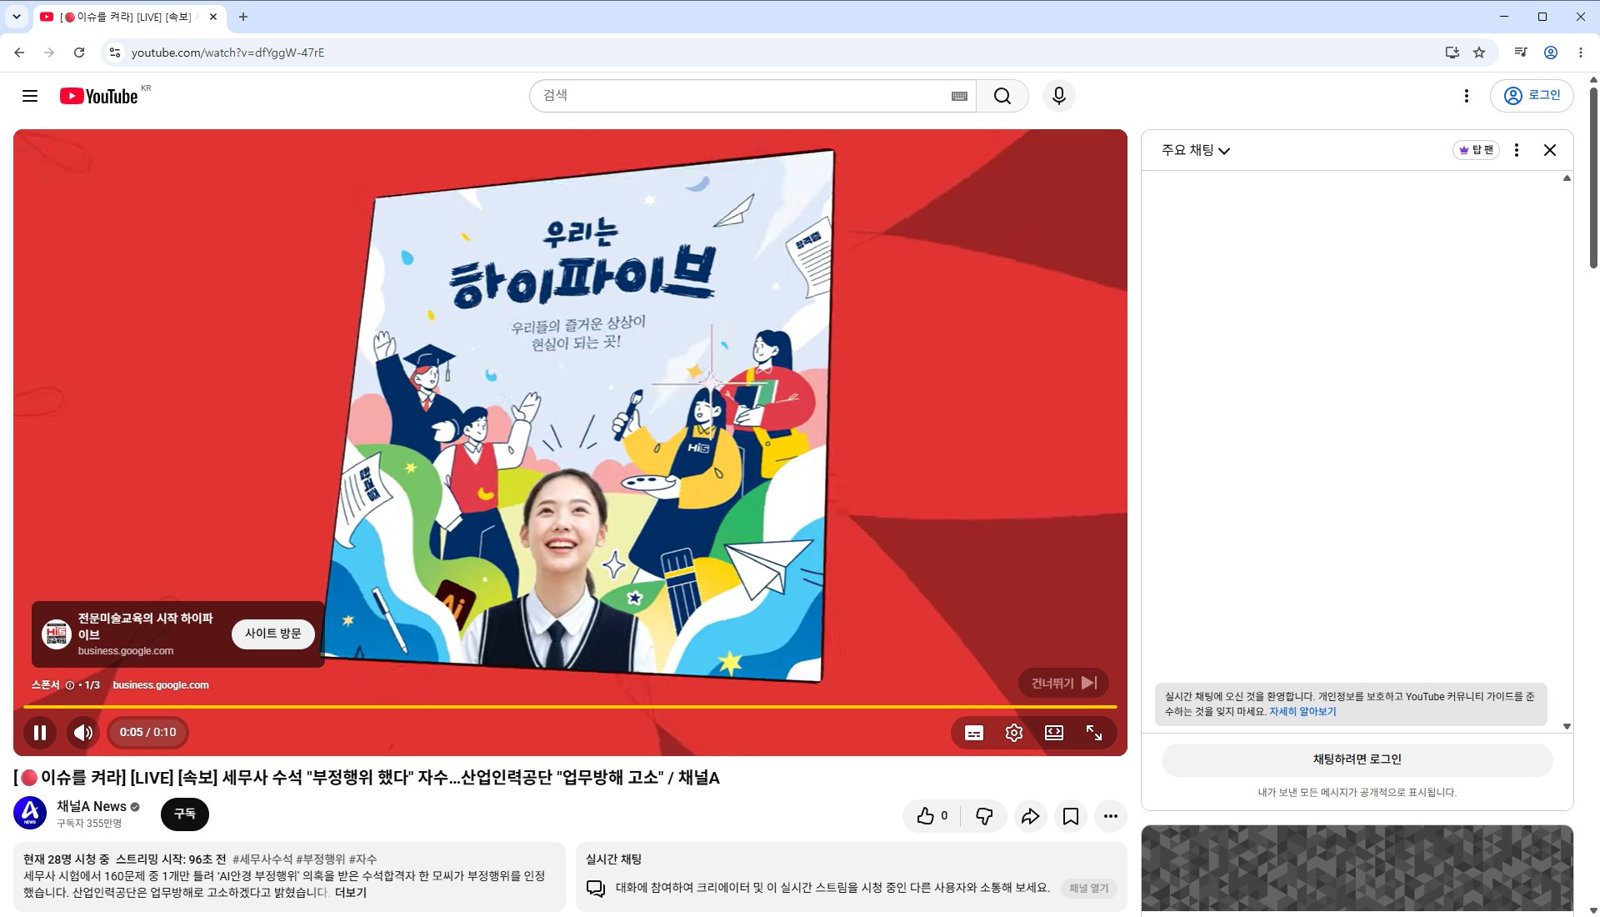 [🔴이슈를 켜라] [LIVE] [속보]
youtube.com/watch?v=dfYggW-47rE
YouTube KR
검색
로그인
우리는
하이파이브
우리들의 즐거운 상상이
현실이 되는 곳!
합격증
합격증
HiG
Ai
HiG
미술학원
전문미술교육의 시작 하이파
이브
business.google.com
사이트 방문
스폰서 • 1/3 business.google.com
건너뛰기
0:05 / 0:10
주요 채팅
탑 팬
실시간 채팅에 오신 것을 환영합니다. 개인정보를 보호하고 YouTube 커뮤니티 가이드를 준
수하는 것을 잊지 마세요. 자세히 알아보기
채팅하려면 로그인
내가 보낸 모든 메시지가 공개적으로 표시됩니다.
[🔴이슈를 켜라] [LIVE] [속보] 세무사 수석 "부정행위 했다" 자수...산업인력공단 "업무방해 고소" / 채널A
채널A News
구독자 355만명
구독
0
현재 28명 시청 중 스트리밍 시작: 96초 전 #세무사수석 #부정행위 #자수
세무사 시험에서 160문제 중 1개만 틀려 'AI안경 부정행위' 의혹을 받은 수석합격자 한 모씨가 부정행위를 인정
했습니다. 산업인력공단은 업무방해로 고소하겠다고 밝혔습니다. 더보기
실시간 채팅
대화에 참여하여 크리에이터 및 이 실시간 스트림을 시청 중인 다른 사용자와 소통해 보세요.
패널 열기